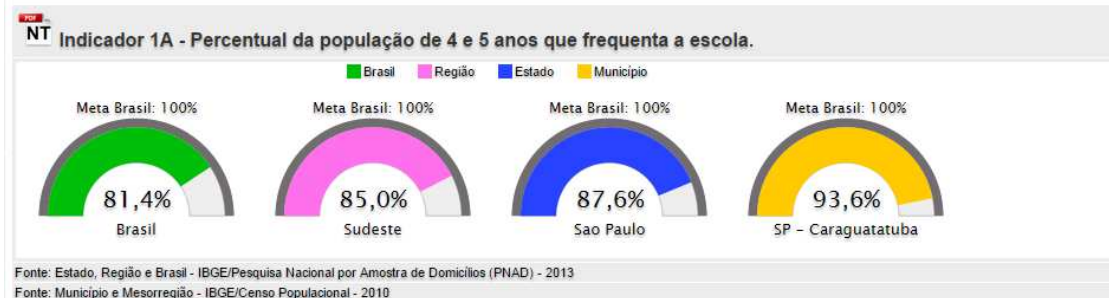 PDF
NT Indicador 1A - Percentual da população de 4 e 5 anos que frequenta a escola.
Brasil Região Estado Município
Meta Brasil: 100% Meta Brasil: 100% Meta Brasil: 100% Meta Brasil: 100%
81,4% 85,0% 87,6% 93,6%
Brasil Sudeste Sao Paulo SP - Caraguatatuba
Fonte: Estado, Região e Brasil - IBGE/Pesquisa Nacional por Amostra de Domicílios (PNAD) - 2013
Fonte: Município e Mesorregião - IBGE/Censo Populacional - 2010